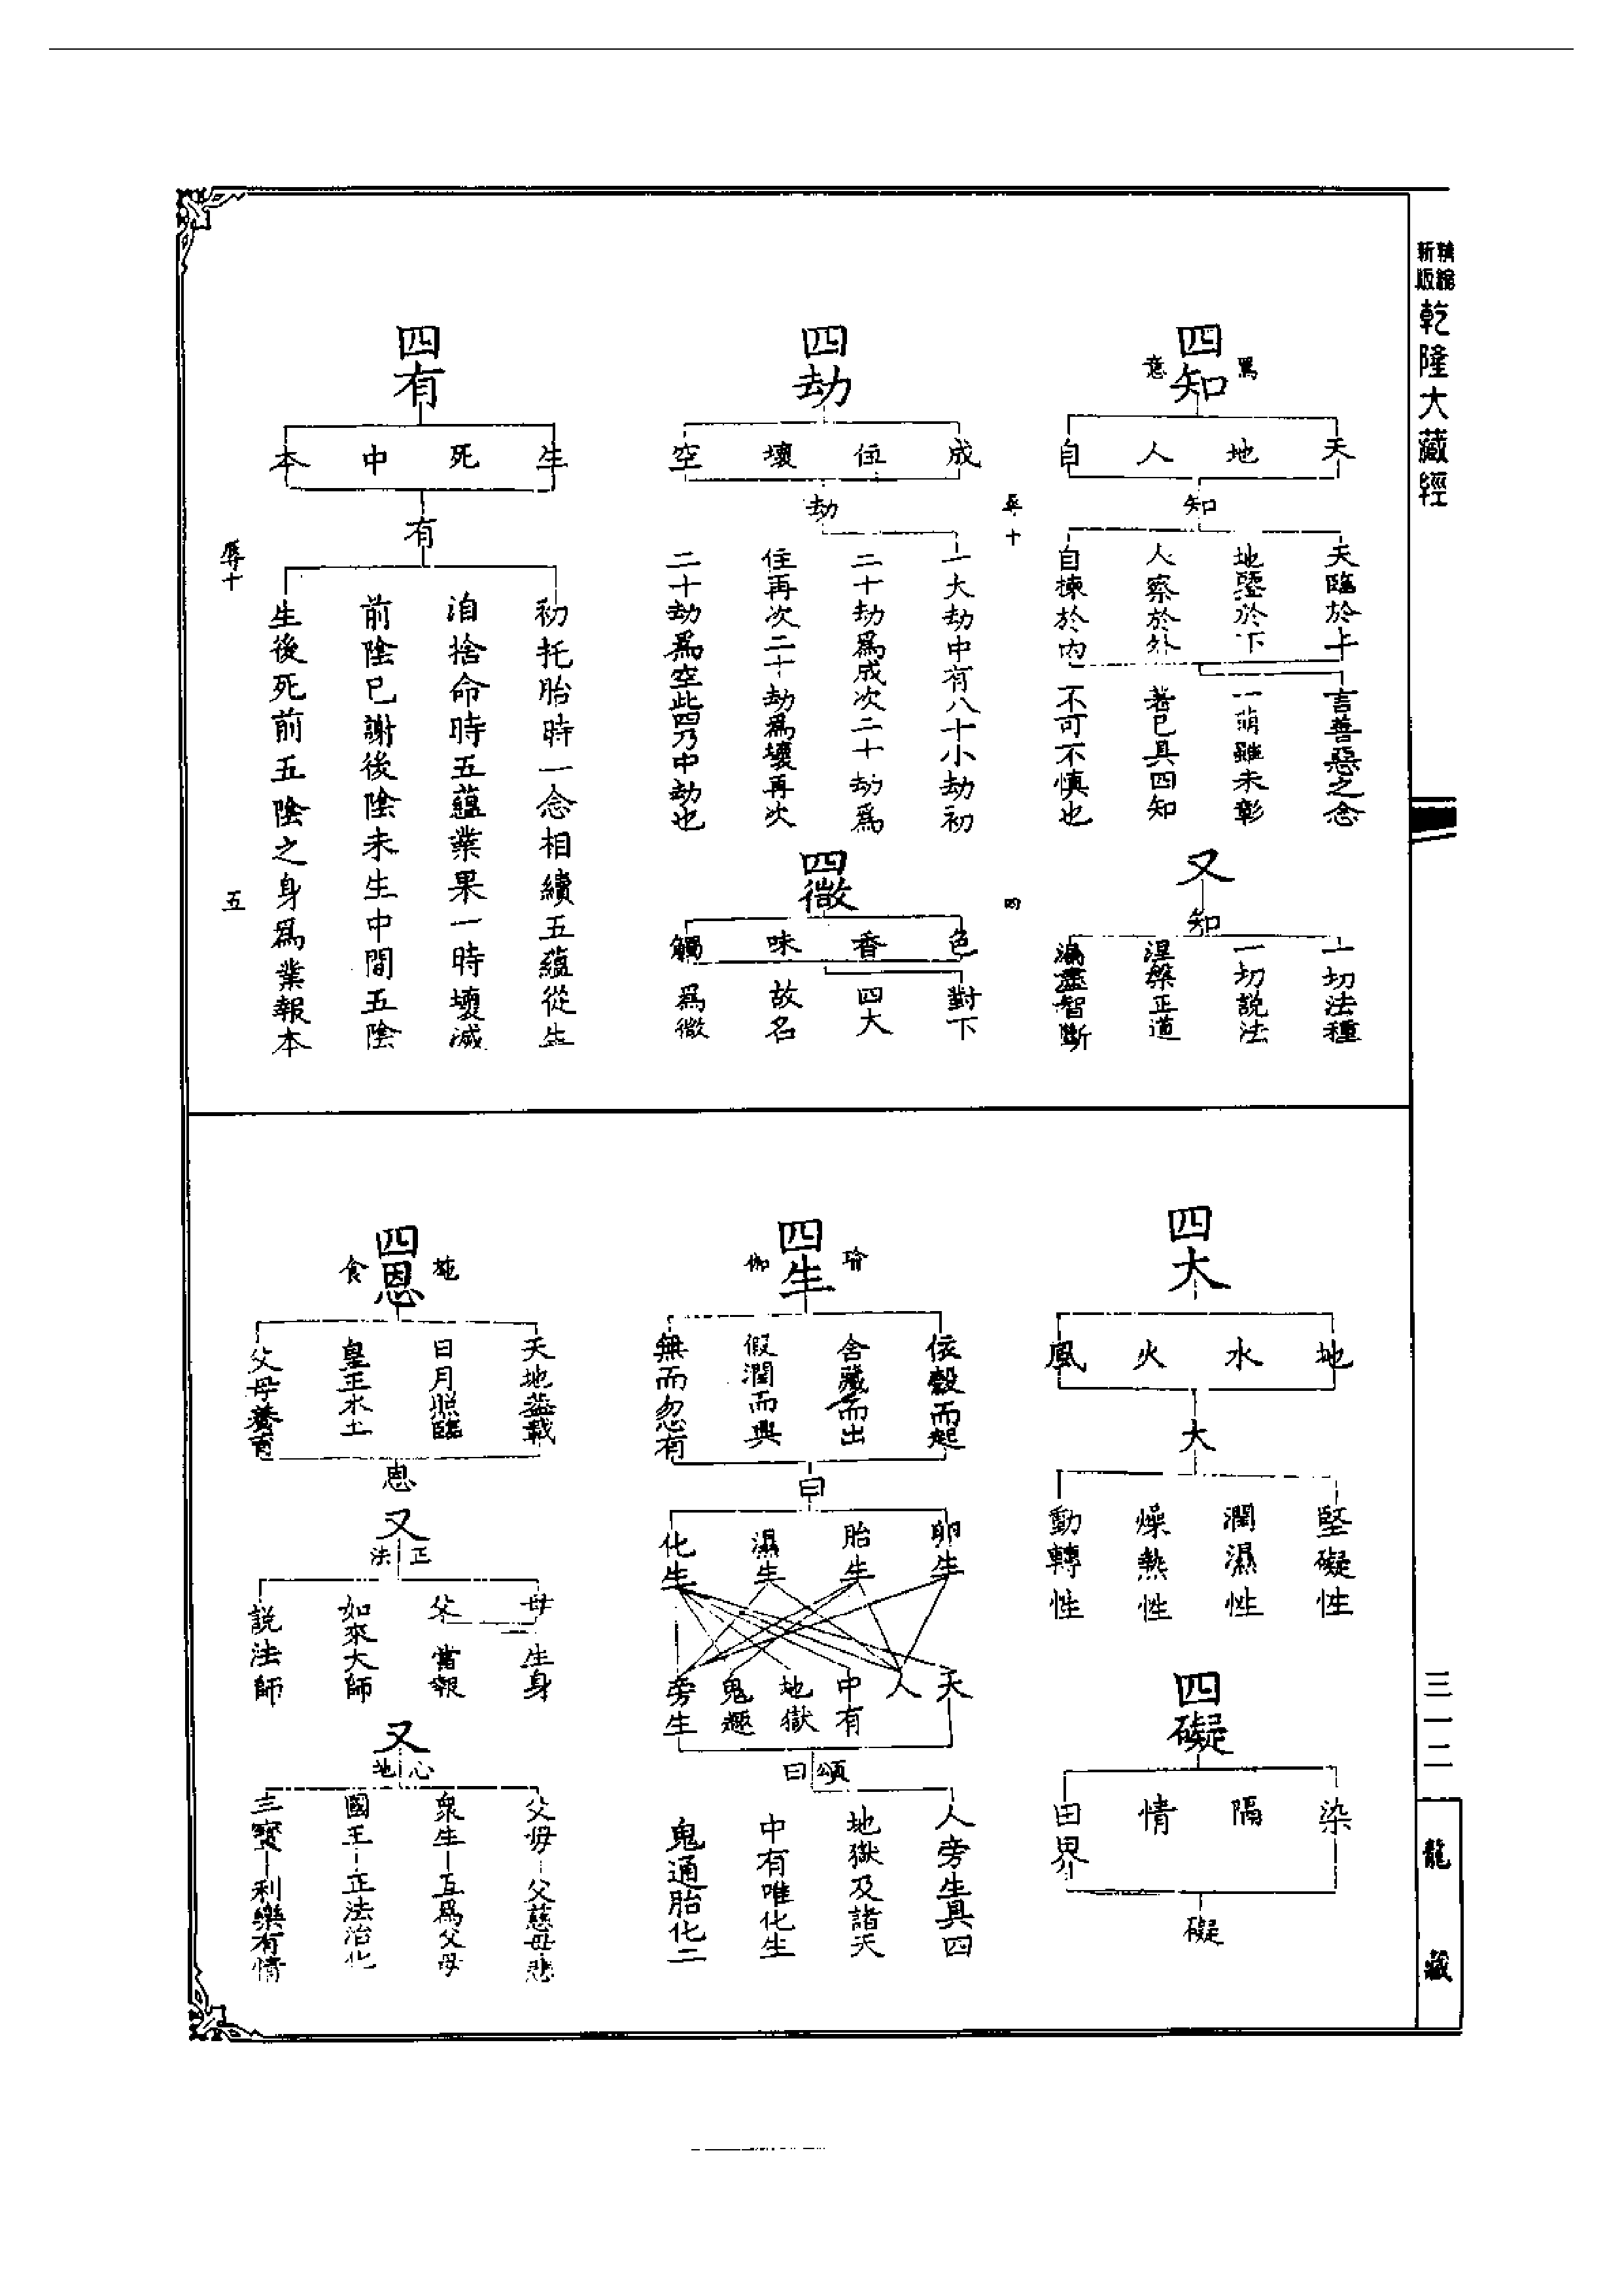 新版
精縮
乾隆大藏經
四知
意
天
地
人
自
知
天臨於上
地鑒於下
人察於外
自揀於内
言善惡之念
一萌雖未彰
著已具四知
不可不慎也
又
知
一切法種
一切説法
涅槃正道
漏盡智斷
辱十
四
四劫
成
住
壞
空
劫
一大劫中有八十小劫初
二十劫爲成次二十劫爲
住再次二十劫爲壞再次
二十劫爲空此四乃中劫也
四微
色
香
味
觸
對下
四大
故名
爲微
四有
生
死
中
本
有
初托胎時一念相續五蘊從生
洎捨命時五蘊業果一時壞滅
前陰已謝後陰未生中間五陰
生後死前五陰之身爲業報本
辱十
五
四大
地
水
火
風
大
堅礙性
潤濕性
燥熱性
動轉性
四礙
染
隔
情
田界
礙
四生
瑜
伽
依殼而起
含藏而出
假潤而興
無而忽有
曰
卵生
胎生
濕生
化生
天
人
中有
地獄
鬼趣
旁生
頌
曰
人旁生具四
地獄及諸天
中有唯化生
鬼通胎化二
四恩
施
食
天地蓋載
日月照臨
皇王水土
父母養育
恩
又
正
法
母
父
生身
當報
如來大師
説法師
又
心
地
父母
父慈母悲
衆生
互爲父母
國王
正法治化
三寶
利樂有情
三一二
龍藏